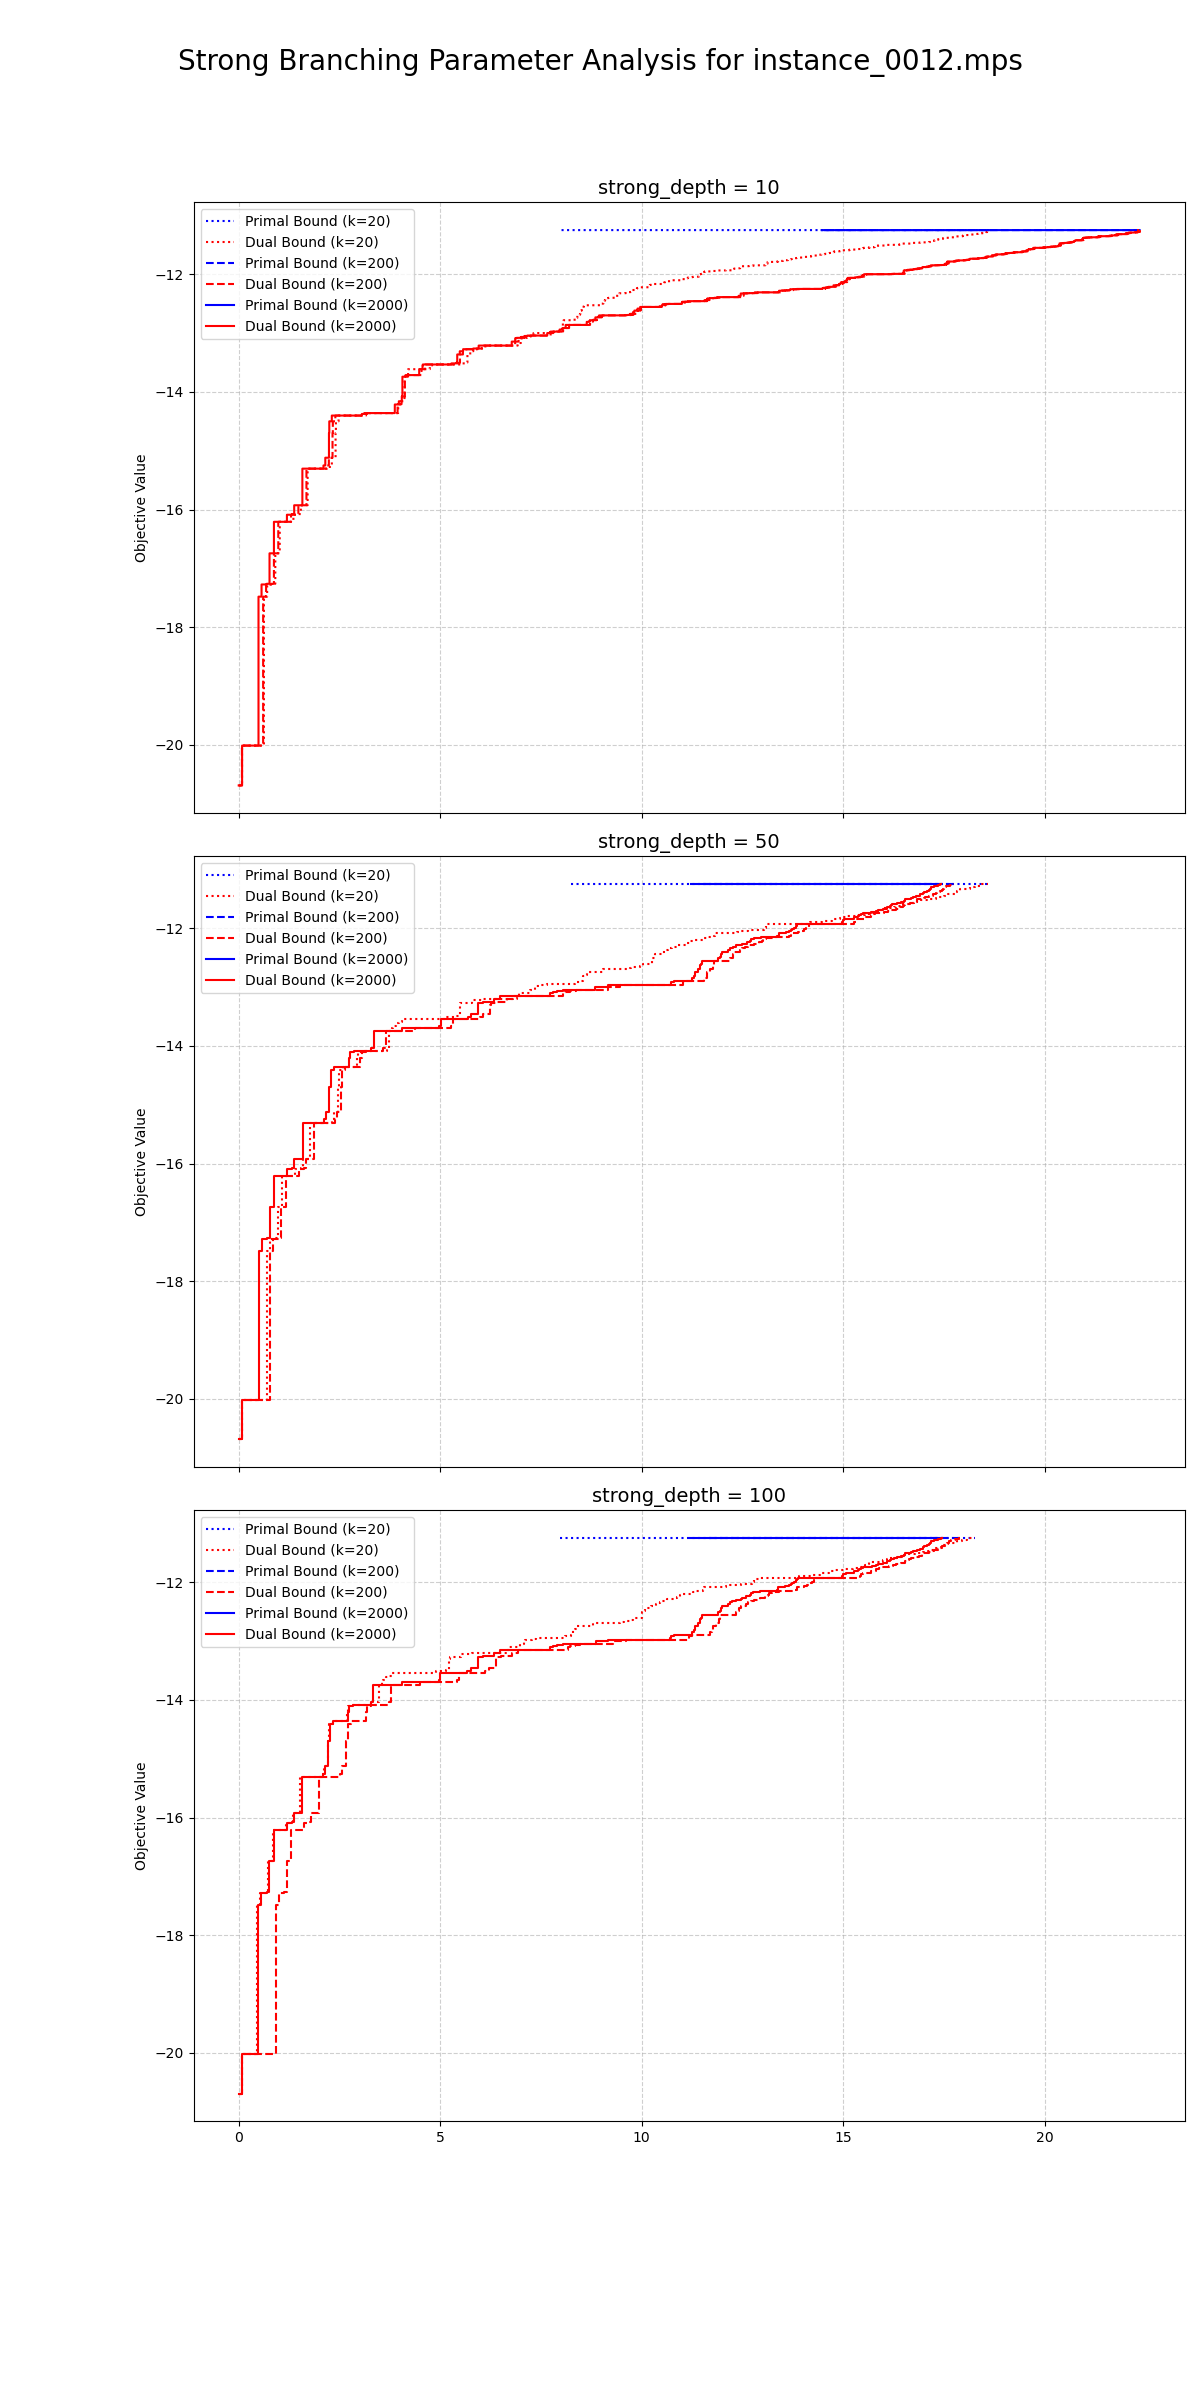 Strong Branching Parameter Analysis for instance_0012.mps
strong_depth = 10
Primal Bound (k=20)
Dual Bound (k=20)
Primal Bound (k=200)
Dual Bound (k=200)
Primal Bound (k=2000)
Dual Bound (k=2000)
−12
−14
−16
−18
−20
Objective Value
strong_depth = 50
Primal Bound (k=20)
Dual Bound (k=20)
Primal Bound (k=200)
Dual Bound (k=200)
Primal Bound (k=2000)
Dual Bound (k=2000)
−12
−14
−16
−18
−20
Objective Value
strong_depth = 100
Primal Bound (k=20)
Dual Bound (k=20)
Primal Bound (k=200)
Dual Bound (k=200)
Primal Bound (k=2000)
Dual Bound (k=2000)
−12
−14
−16
−18
−20
Objective Value
0 5 10 15 20